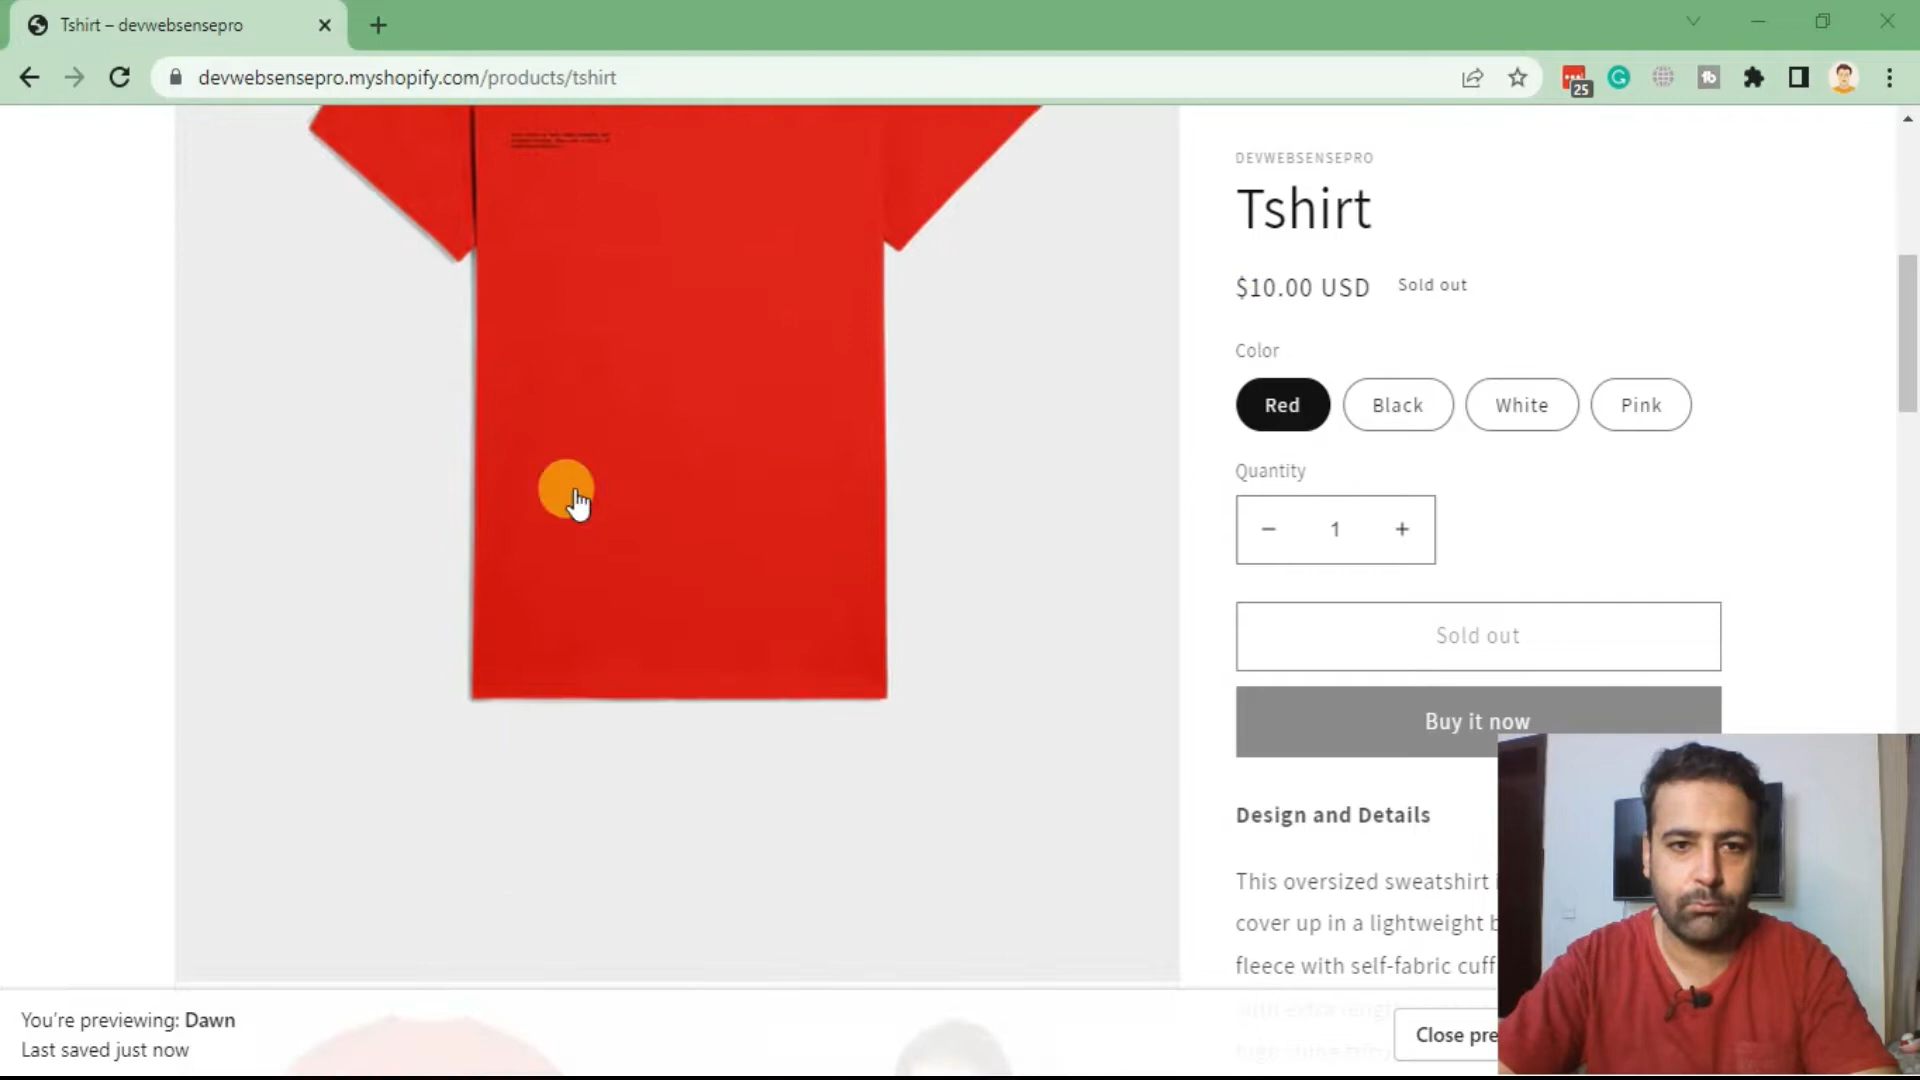 Tshirt – devwebsensepro
devwebsensepro.myshopify.com/products/tshirt
25
DEVWEBSENSEPRO
Tshirt
$10.00 USD Sold out
Color
Red Black White Pink
Quantity
1
Sold out
Buy it now
Design and Details
This oversized sweatshirt
cover up in a lightweight
fleece with self-fabric cuff
You're previewing: Dawn
Last saved just now
Close pre